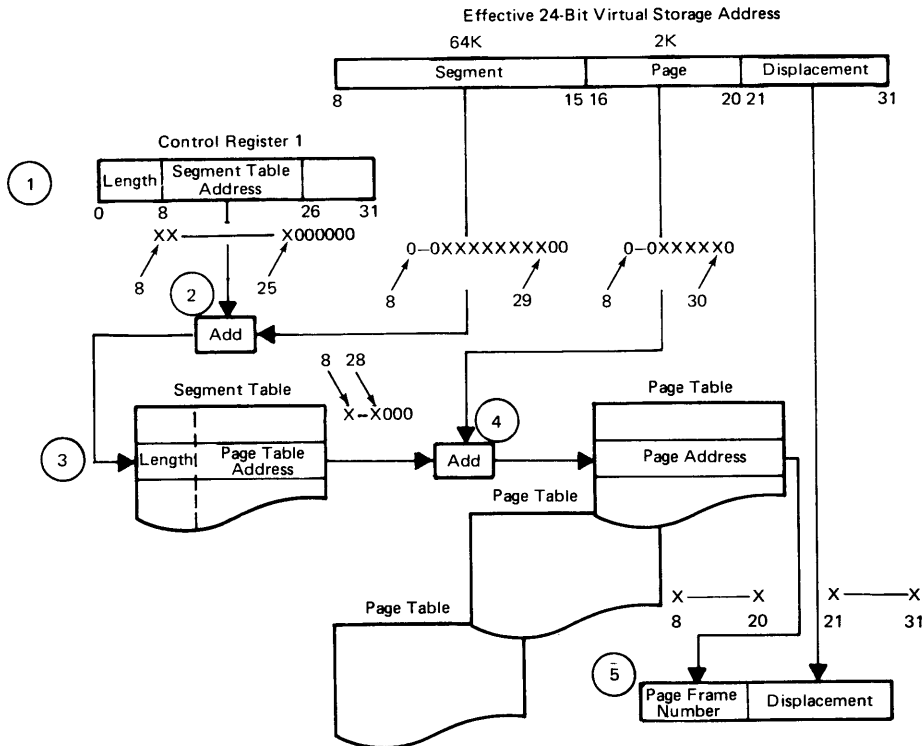 Effective 24-Bit Virtual Storage Address
64K 2K
Segment Page Displacement
8 15 16 20 21 31
Control Register 1
1
Length Segment Table Address
0 8 26 31
XX X000000
8 25
0–0XXXXXXXX00
8 29
0–0XXXXX0
8 30
2
Add
8 28
X–X000
Segment Table
3
Length Page Table Address
4
Add
Page Table
Page Address
Page Table
Page Table
X X
8 20
X X
21 31
5
Page Frame Number Displacement